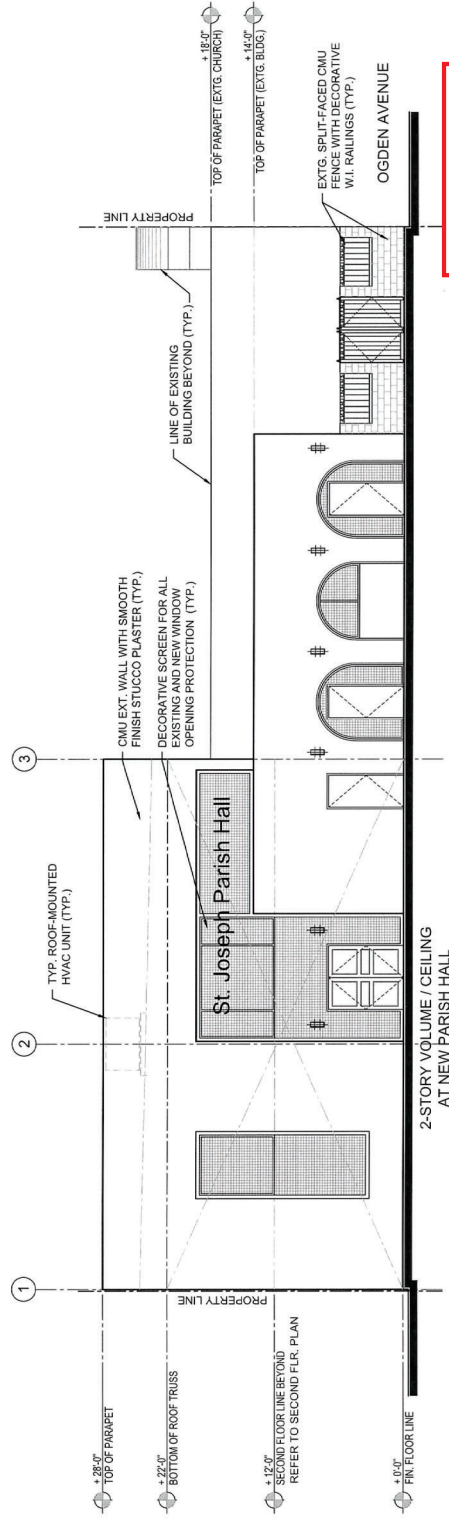 1
2
3
+ 28'-0"
TOP OF PARAPET
+ 22'-0"
BOTTOM OF ROOF TRUSS
+ 12'-0"
SECOND FLOOR LINE BEYOND
REFER TO SECOND FLR. PLAN
+ 0'-0"
FIN. FLOOR LINE
PROPERTY LINE
TYP. ROOF-MOUNTED
HVAC UNIT (TYP.)
CMU EXT. WALL WITH SMOOTH
FINISH STUCCO PLASTER (TYP.)
DECORATIVE SCREEN FOR ALL
EXISTING AND NEW WINDOW
OPENING PROTECTION (TYP.)
St. Joseph Parish Hall
2-STORY VOLUME / CEILING
AT NEW PARISH HALL
LINE OF EXISTING
BUILDING BEYOND (TYP.)
PROPERTY LINE
+ 18'-0"
TOP OF PARAPET (EXTG. CHURCH)
+ 14'-0"
TOP OF PARAPET (EXTG. BLDG.)
EXTG. SPLIT-FACED CMU
FENCE WITH DECORATIVE
W.I. RAILINGS (TYP.)
OGDEN AVENUE